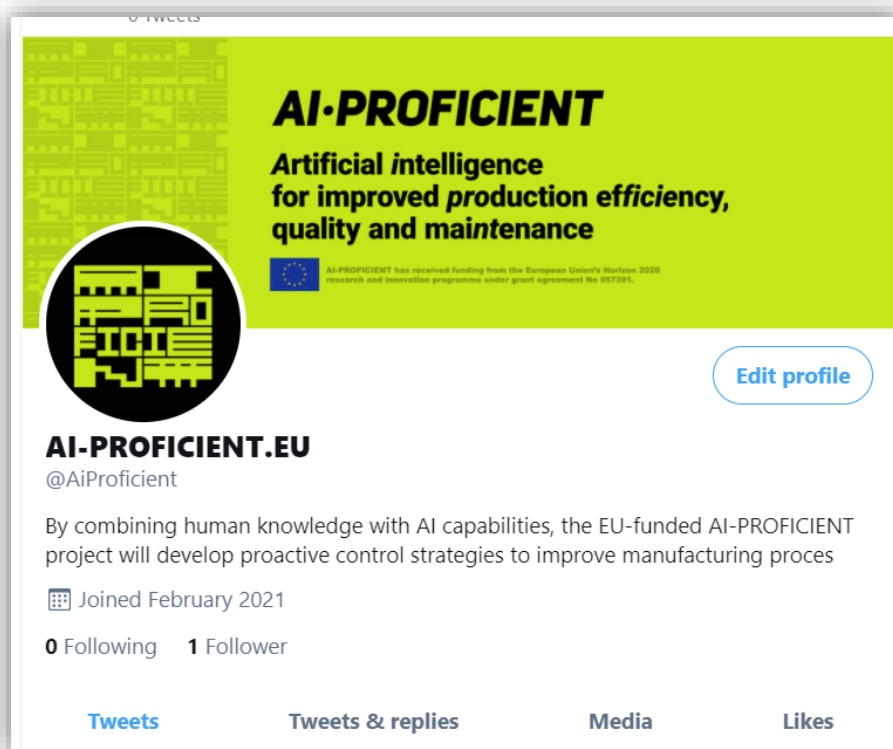 0 Tweets
AI·PROFICIENT
Artificial intelligence
for improved production efficiency,
quality and maintenance
AI-PROFICIENT has received funding from the European Union's Horizon 2020
research and innovation programme under grant agreement No 957391.
AI-PROFICIENT.EU
@AiProficient
Edit profile
By combining human knowledge with AI capabilities, the EU-funded AI-PROFICIENT
project will develop proactive control strategies to improve manufacturing proces
Joined February 2021
0 Following 1 Follower
Tweets Tweets & replies Media Likes